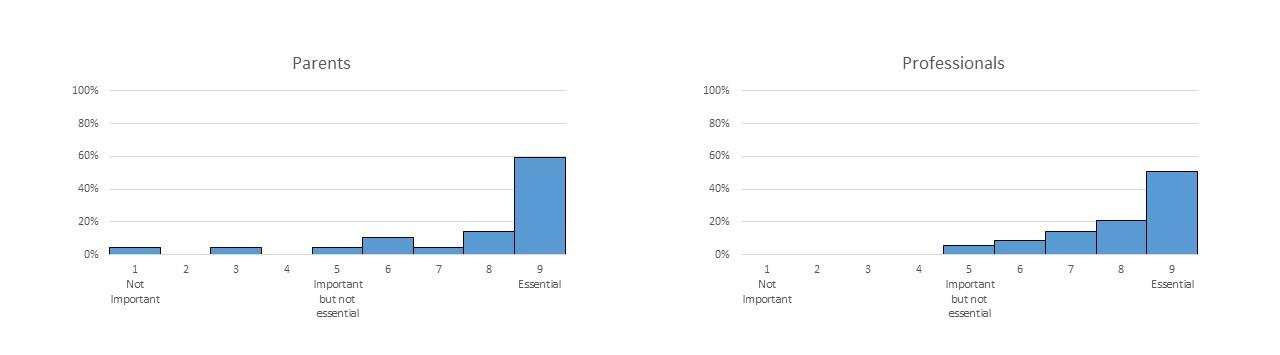 Parents
100%
80%
60%
40%
20%
0%
1 2 3 4 5 6 7 8 9
Not Important Essential
Important but not
essential
Professionals
100%
80%
60%
40%
20%
0%
1 2 3 4 5 6 7 8 9
Not Important Essential
Important but not
essential